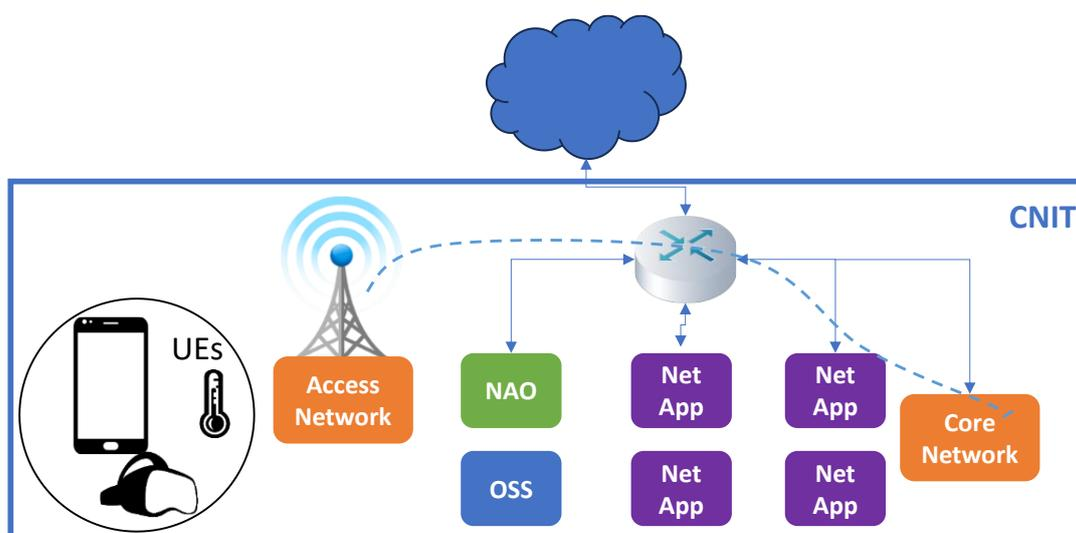 CNIT
UEs
Access
Network
NAO
Net
App
Net
App
Core
Network
OSS
Net
App
Net
App